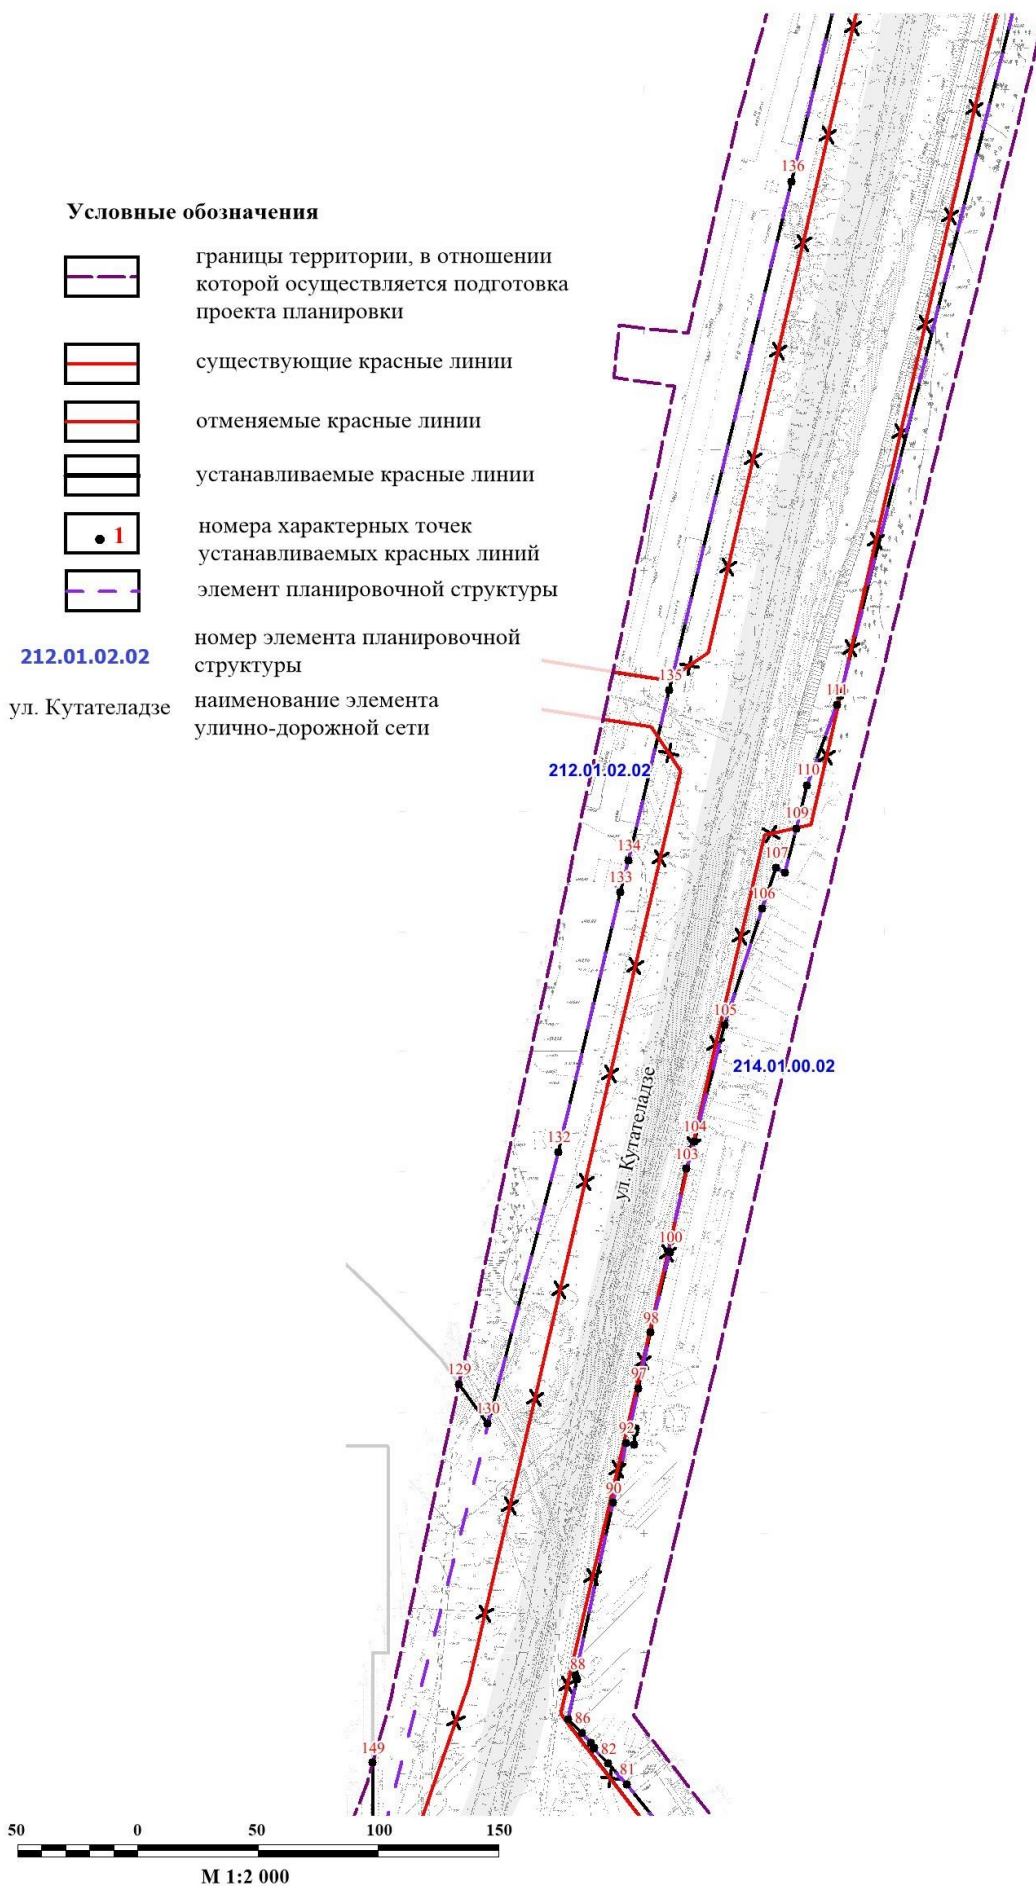 136
Условные обозначения
границы территории, в отношении
которой осуществляется подготовка
проекта планировки
существующие красные линии
отменяемые красные линии
устанавливаемые красные линии
1
номера характерных точек
устанавливаемых красных линий
элемент планировочной структуры
212.01.02.02
номер элемента планировочной
структуры
ул. Кутателадзе
наименование элемента
улично-дорожной сети
135
111
212.01.02.02
110
109
134
107
133
106
105
214.01.00.02
ул. Кутателадзе
104
132
103
100
98
129
97
130
92
90
88
86
149
82
81
50
0
50
100
150
М 1:2 000